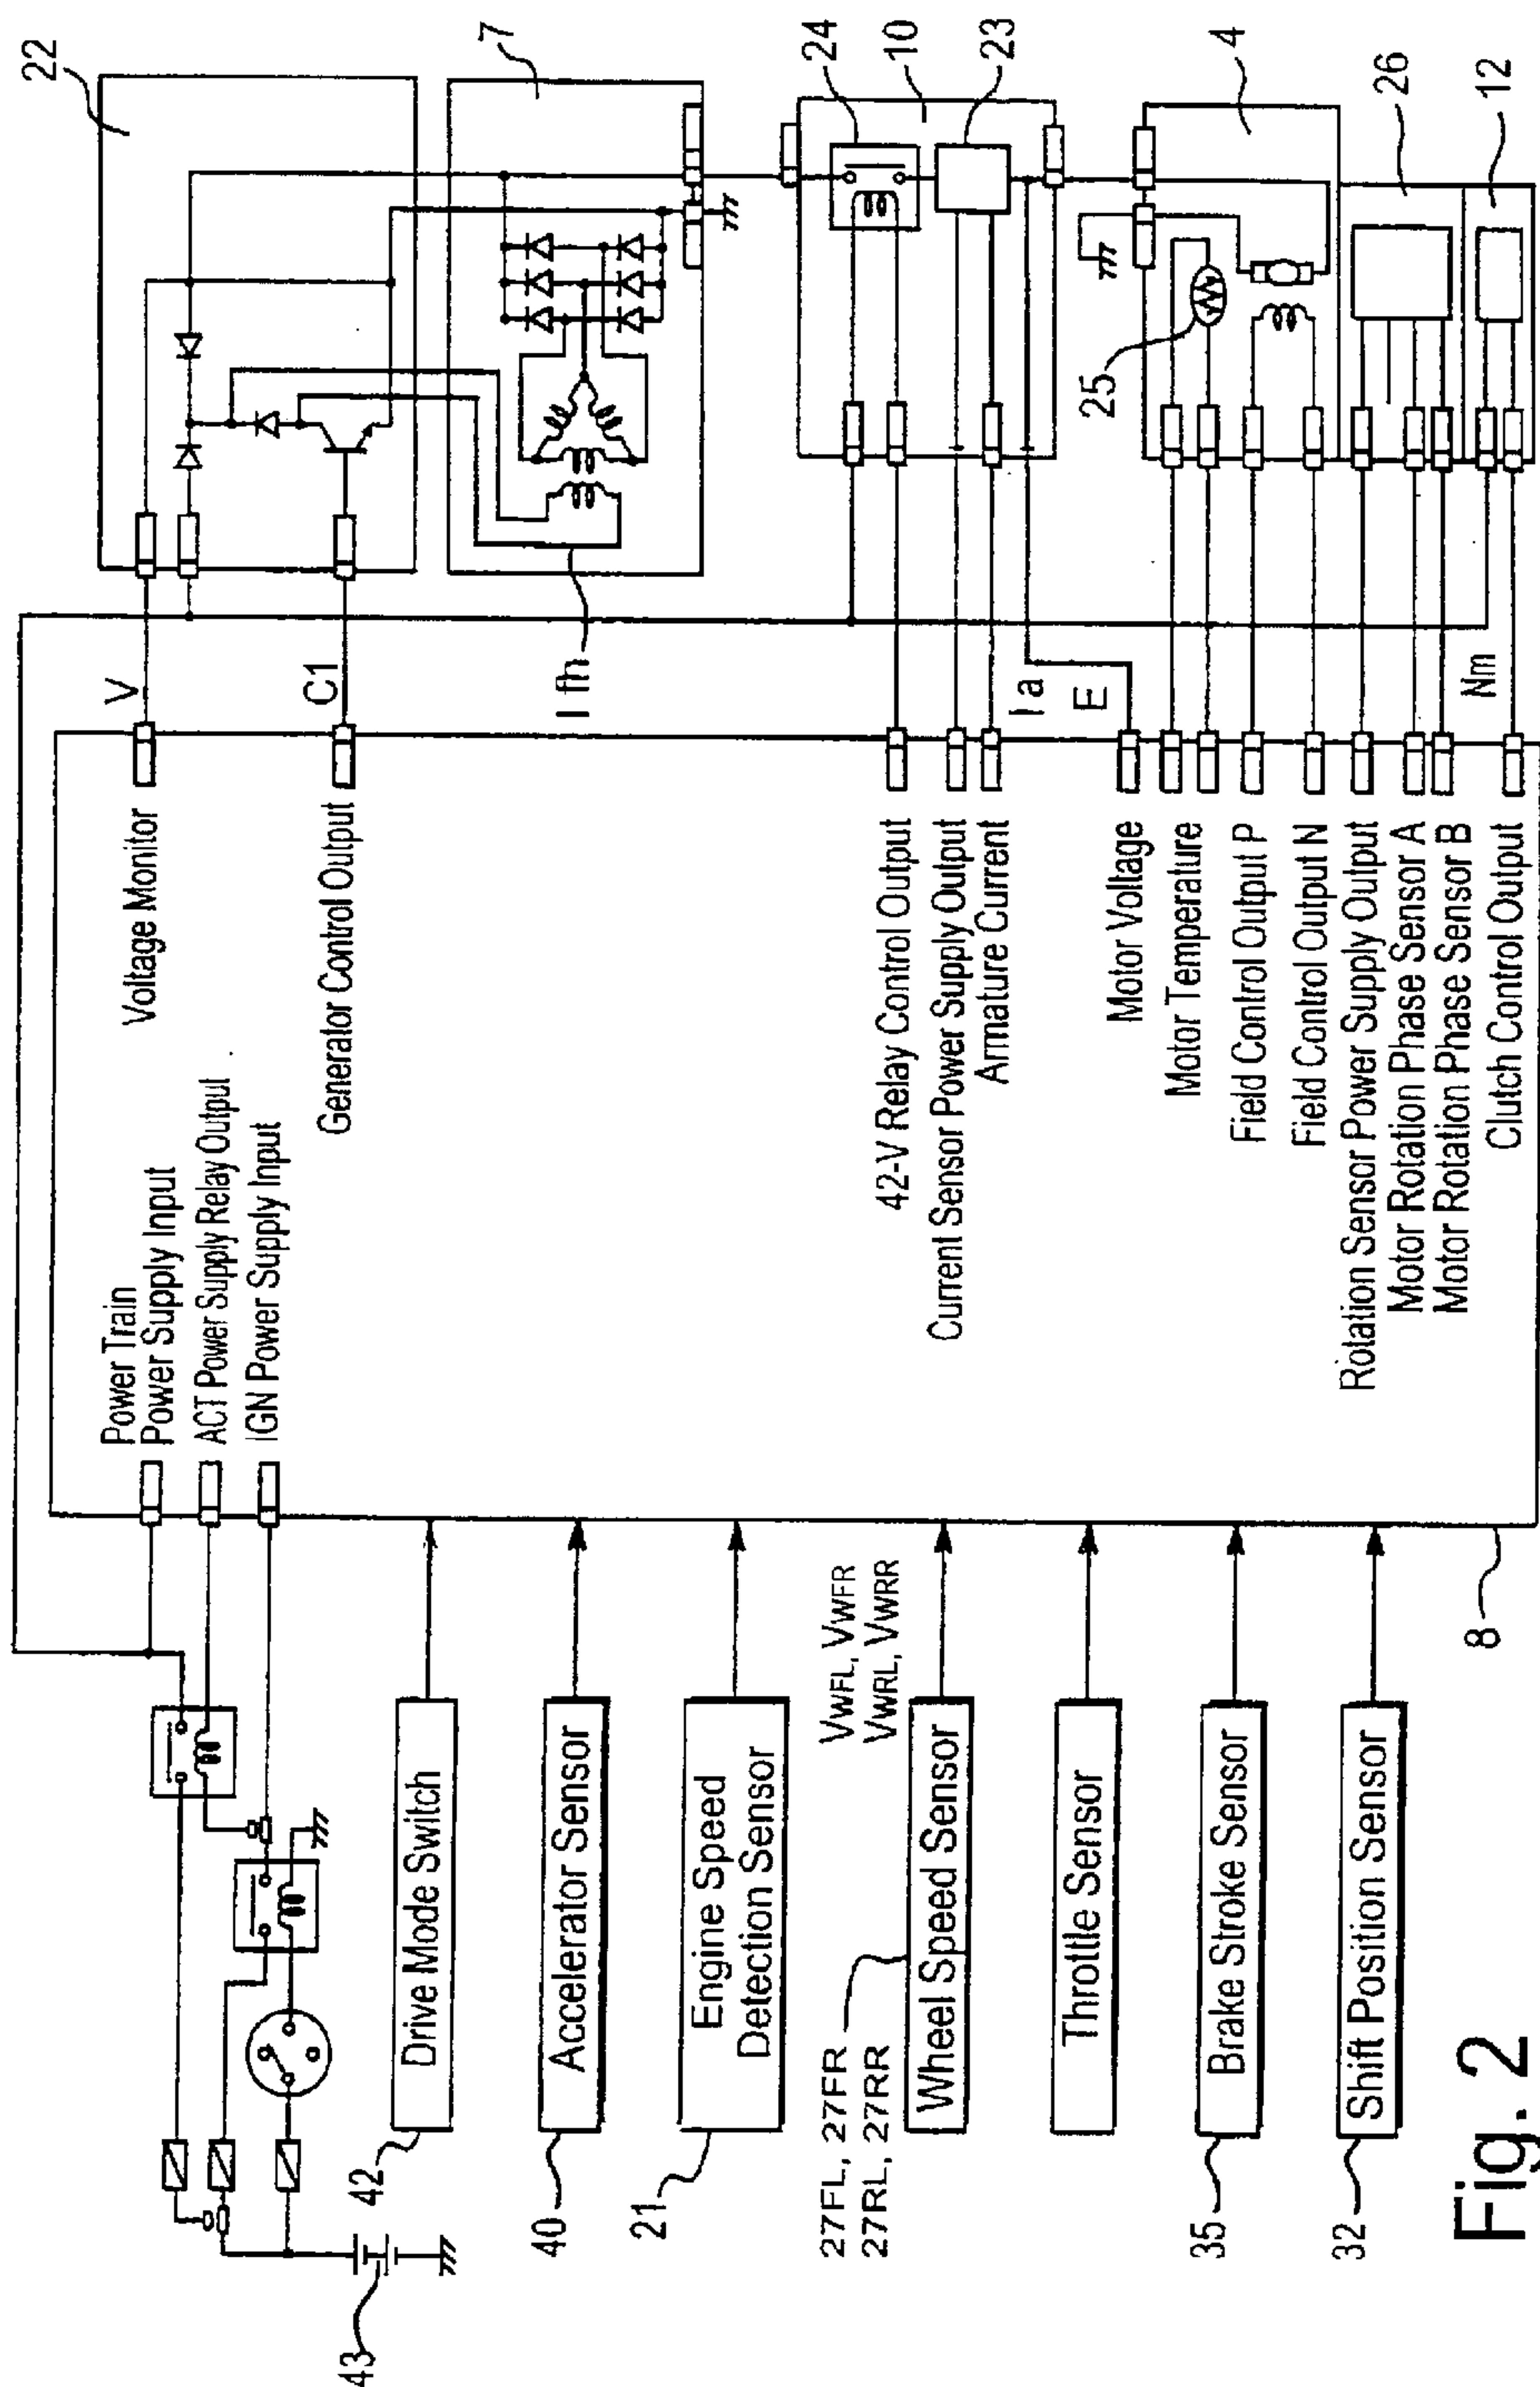 22
7
24
10
23
4
26
12
25
V
C1
I fh
I a
E
Nm
Voltage Monitor
Generator Control Output
42-V Relay Control Output
Current Sensor Power Supply Output
Armature Current
Motor Voltage
Motor Temperature
Field Control Output P
Field Control Output N
Rotation Sensor Power Supply Output
Motor Rotation Phase Sensor A
Motor Rotation Phase Sensor B
Clutch Control Output
Power Train
Power Supply Input
ACT Power Supply Relay Output
IGN Power Supply Input
8
VWFL, VWFR
VWRL, VWRR
Drive Mode Switch
Accelerator Sensor
Engine Speed
Detection Sensor
Wheel Speed Sensor
Throttle Sensor
Brake Stroke Sensor
Shift Position Sensor
43
42
40
21
27FL, 27FR
27RL, 27RR
35
32
Fig. 2